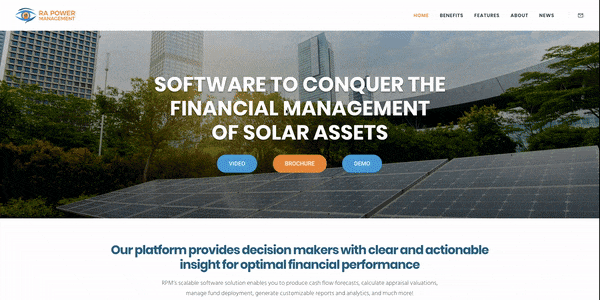 RA POWER
MANAGEMENT
HOME BENEFITS FEATURES ABOUT NEWS
SOFTWARE TO CONQUER THE
FINANCIAL MANAGEMENT
OF SOLAR ASSETS
VIDEO BROCHURE DEMO
Our platform provides decision makers with clear and actionable
insight for optimal financial performance
RPM's scalable software solution enables you to produce cash flow forecasts, calculate appraisal valuations,
manage fund deployment, generate customizable reports and analytics, and much more!